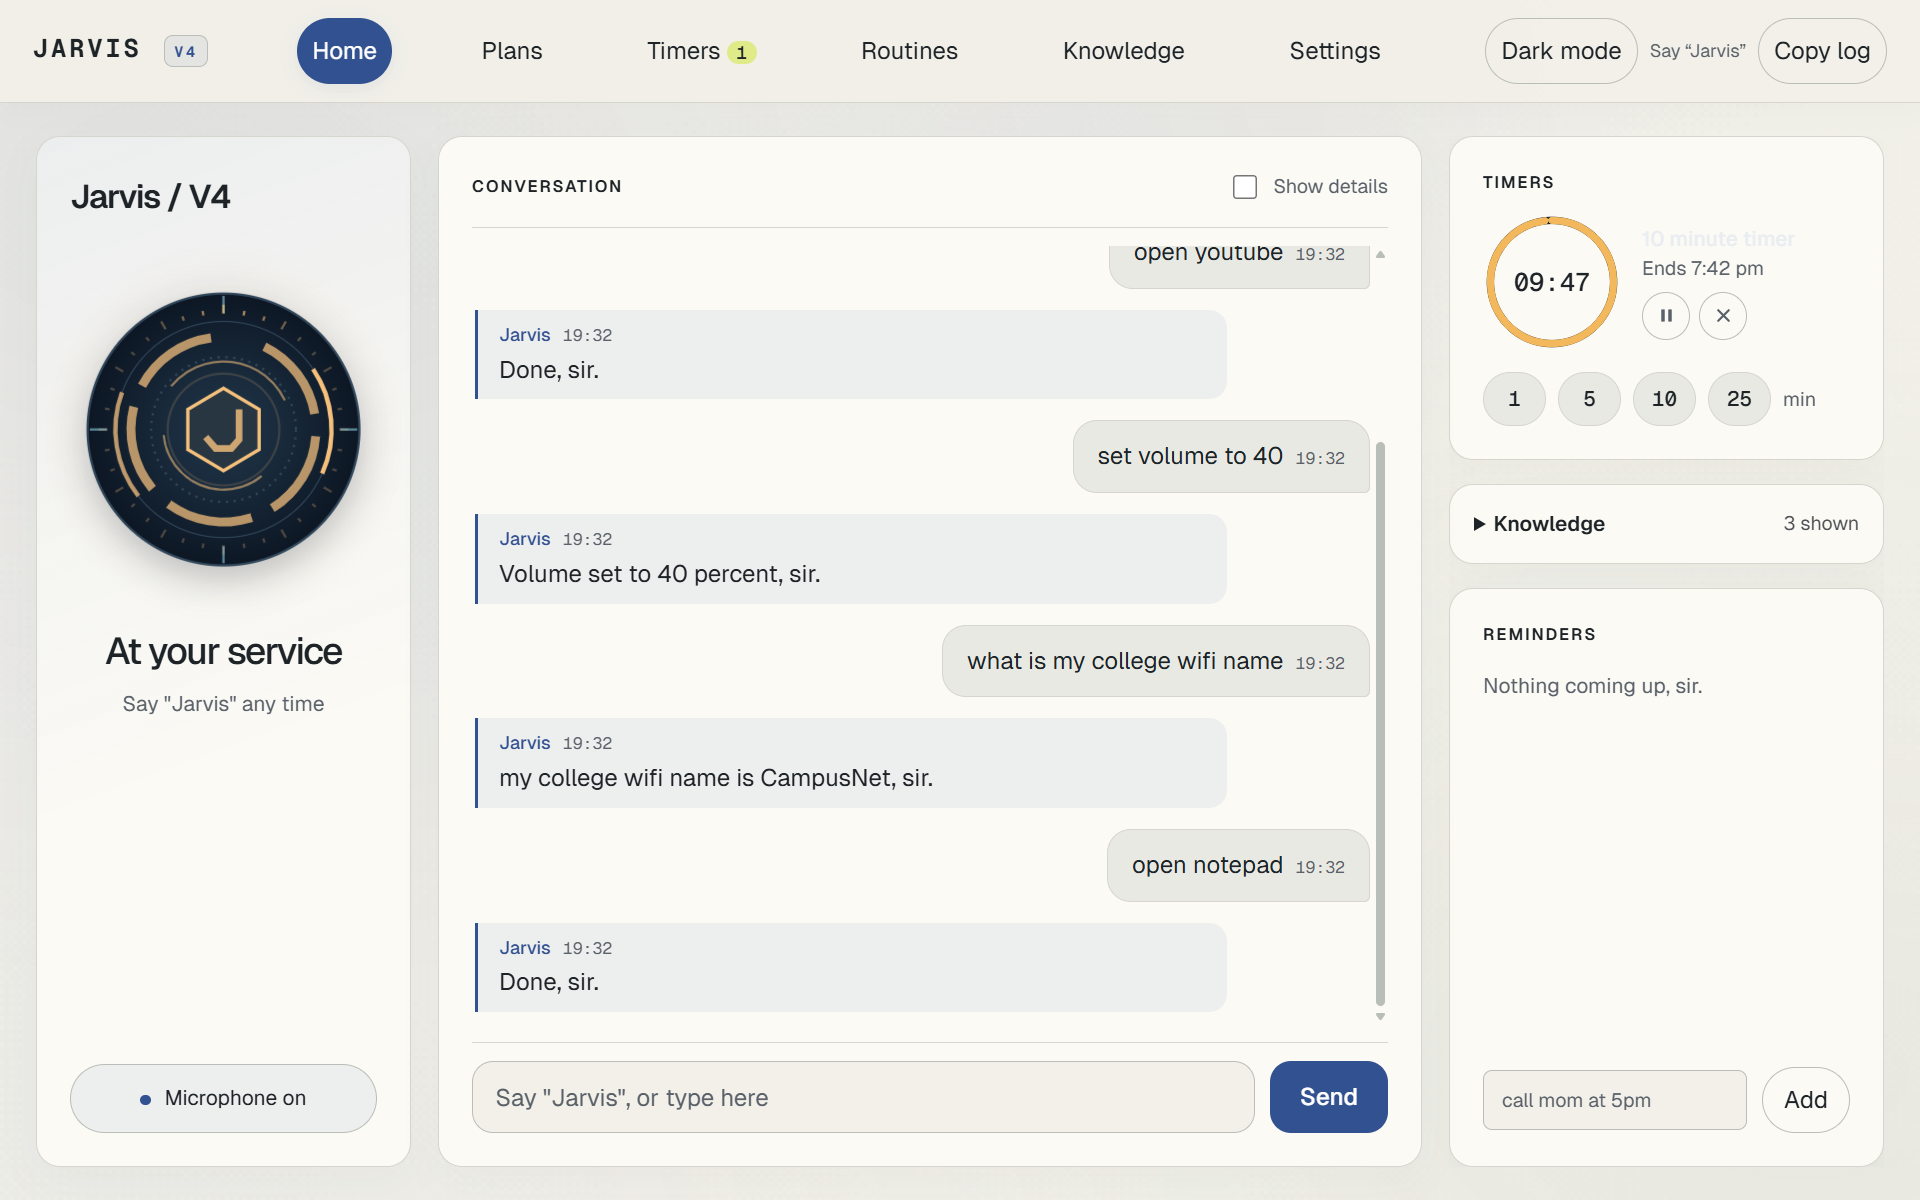 JARVIS V4
Home
Plans
Timers 1
Routines
Knowledge
Settings
Dark mode
Say “Jarvis”
Copy log
Jarvis / V4
J
At your service
Say "Jarvis" any time
Microphone on
CONVERSATION
Show details
open youtube 19:32
Jarvis 19:32
Done, sir.
set volume to 40 19:32
Jarvis 19:32
Volume set to 40 percent, sir.
what is my college wifi name 19:32
Jarvis 19:32
my college wifi name is CampusNet, sir.
open notepad 19:32
Jarvis 19:32
Done, sir.
Say "Jarvis", or type here
Send
TIMERS
09:47
10 minute timer
Ends 7:42 pm
1 5 10 25 min
Knowledge 3 shown
REMINDERS
Nothing coming up, sir.
call mom at 5pm
Add